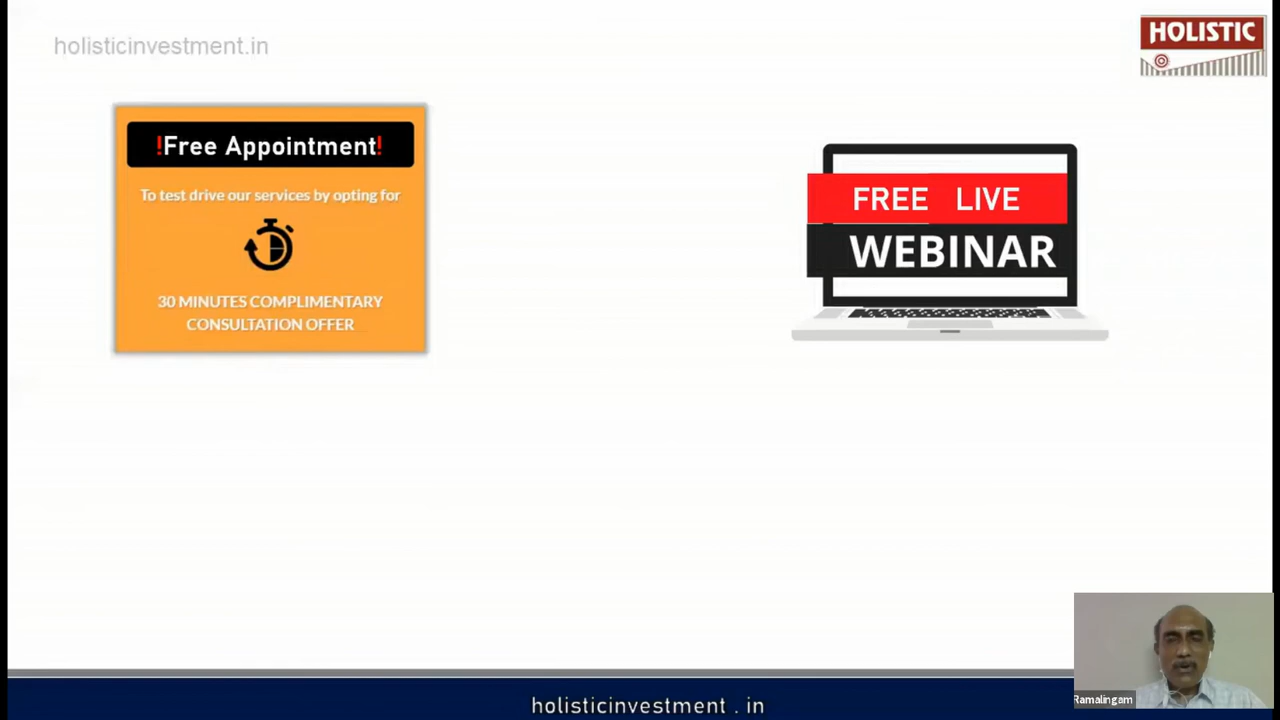 holisticinvestment.in
HOLISTIC
!Free Appointment!
To test drive our services by opting for
30 MINUTES COMPLIMENTARY
CONSULTATION OFFER
FREE LIVE
WEBINAR
Ramalingam
holisticinvestment . in